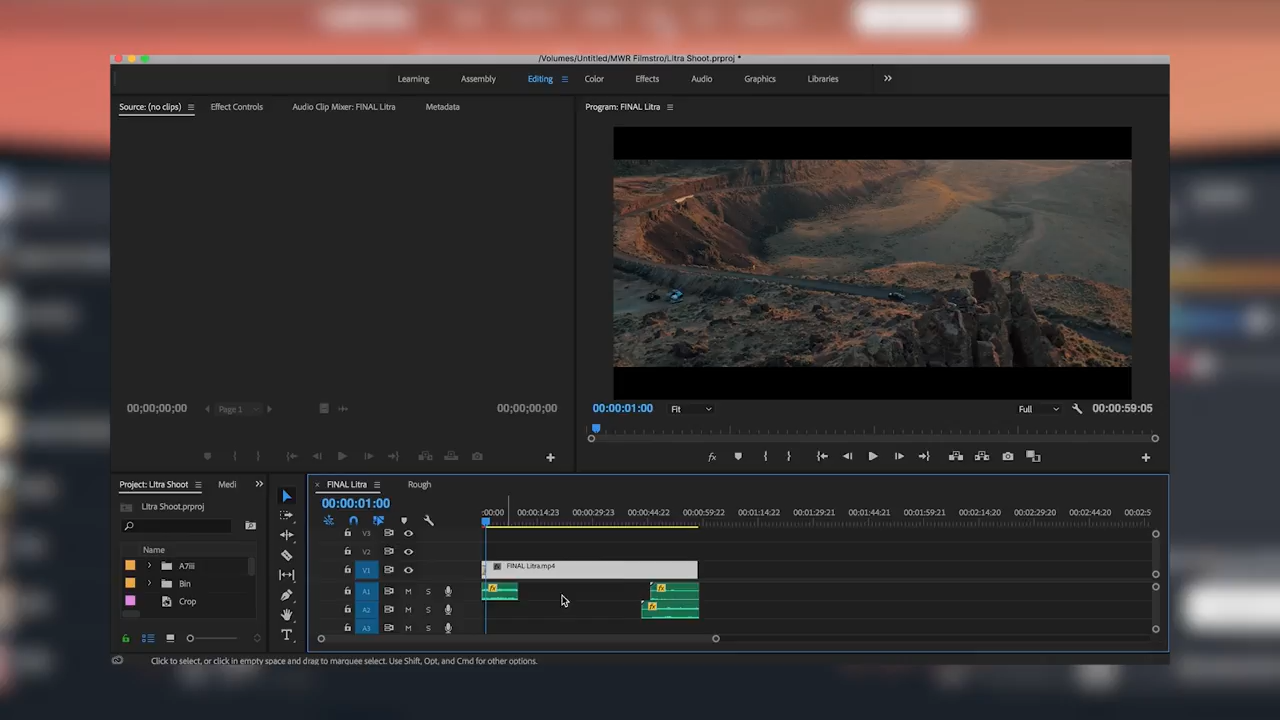 /Volumes/Untitled/MWR Filmstro/Litra Shoot.prproj *
Learning Assembly Editing Color Effects Audio Graphics Libraries
Source: (no clips) Effect Controls Audio Clip Mixer: FINAL Litra Metadata
Program: FINAL Litra
00;00;00;00 Page 1 00;00;00;00
00:00:01:00 Fit Full 00:00:59:05
fx
Project: Litra Shoot Medi
Litra Shoot.prproj
Name
A7iii
Bin
Crop
FINAL Litra Rough
00:00:01:00
:00:00 00:00:14:23 00:00:29:23 00:00:44:22 00:00:59:22 00:01:14:22 00:01:29:21 00:01:44:21 00:01:59:21 00:02:14:20 00:02:29:20 00:02:44:20 00:02:5
V3
V2
V1 FINAL Litra.mp4
A1 M S fx fx
A2 M S fx
A3 M S
Click to select, or click in empty space and drag to marquee select. Use Shift, Opt, and Cmd for other options.